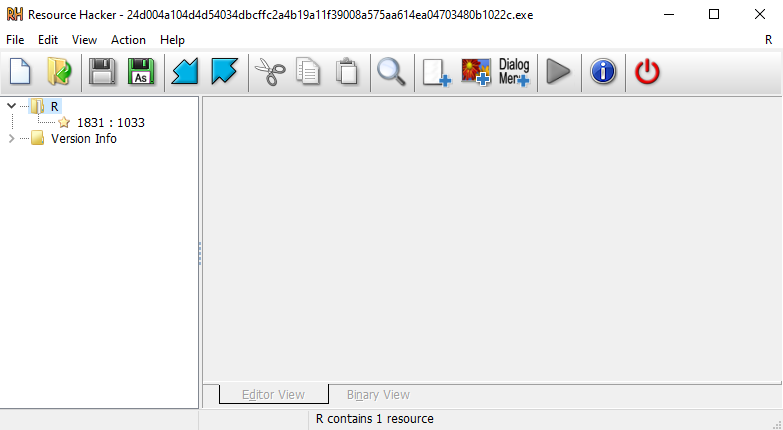 RH Resource Hacker - 24d004a104d4d54034dbcffc2a4b19a11f39008a575aa614ea04703480b1022c.exe
File Edit View Action Help R
As Dialog
Menu
R
1831 : 1033
Version Info
Editor View Binary View
R contains 1 resource